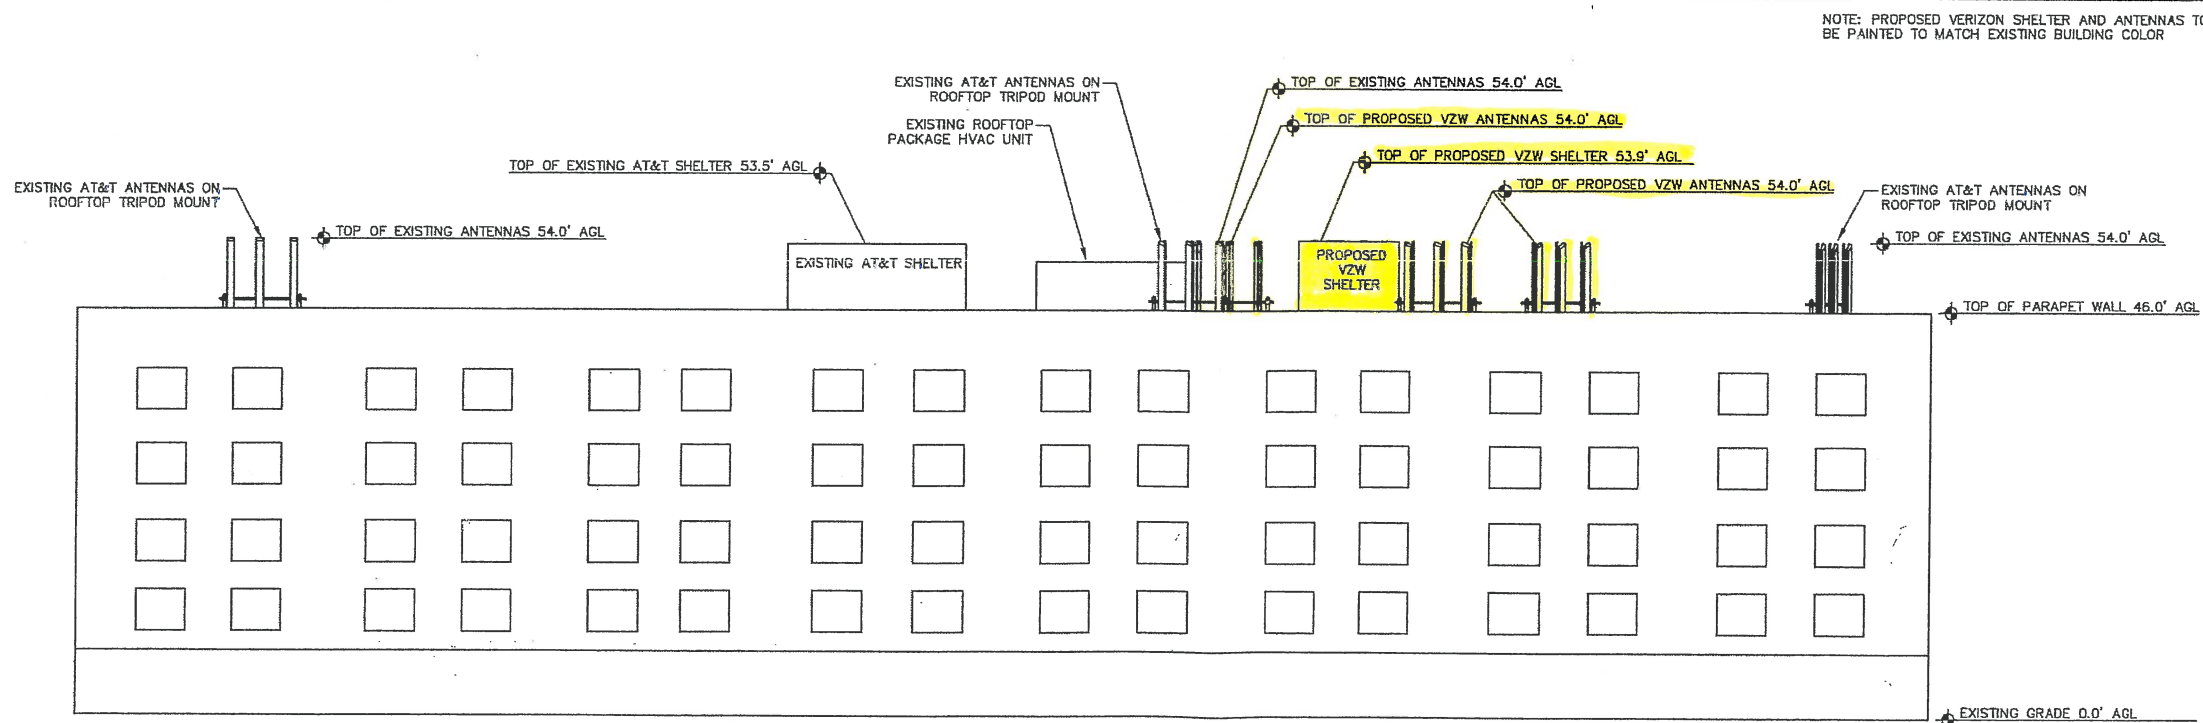 NOTE: PROPOSED VERIZON SHELTER AND ANTENNAS TO
BE PAINTED TO MATCH EXISTING BUILDING COLOR
EXISTING AT&T ANTENNAS ON
ROOFTOP TRIPOD MOUNT
TOP OF EXISTING ANTENNAS 54.0' AGL
TOP OF PROPOSED VZW ANTENNAS 54.0' AGL
EXISTING ROOFTOP
PACKAGE HVAC UNIT
TOP OF PROPOSED VZW SHELTER 53.9' AGL
TOP OF EXISTING AT&T SHELTER 53.5' AGL
TOP OF PROPOSED VZW ANTENNAS 54.0' AGL
EXISTING AT&T ANTENNAS ON
ROOFTOP TRIPOD MOUNT
EXISTING AT&T ANTENNAS ON
ROOFTOP TRIPOD MOUNT
TOP OF EXISTING ANTENNAS 54.0' AGL
TOP OF EXISTING ANTENNAS 54.0' AGL
EXISTING AT&T SHELTER
PROPOSED
VZW
SHELTER
TOP OF PARAPET WALL 46.0' AGL
EXISTING GRADE 0.0' AGL